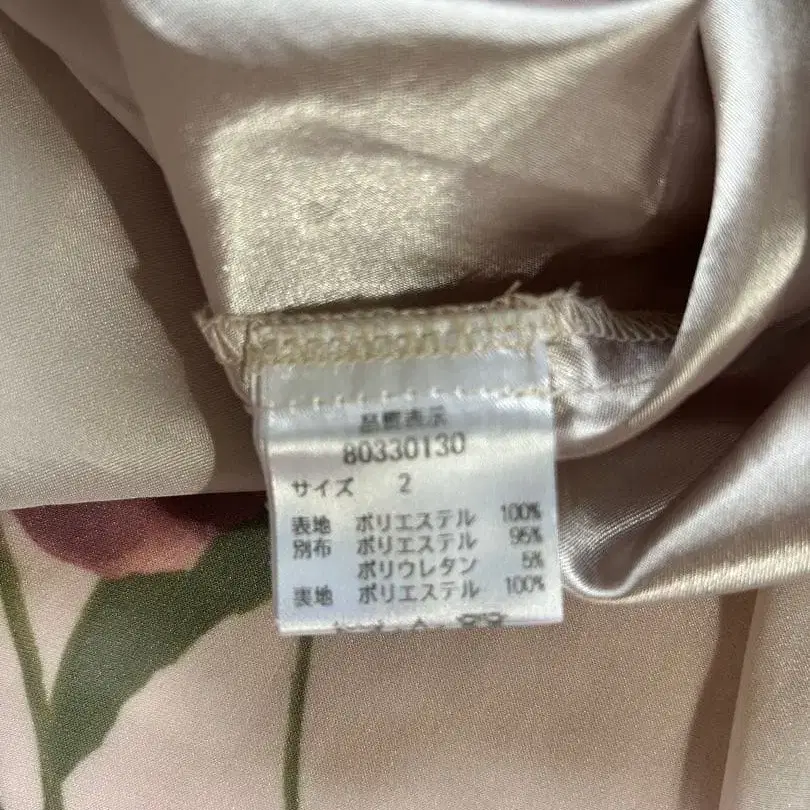 品質表示
80330130
サイズ 2
表地 ポリエステル 100%
別布 ポリエステル 95%
ポリウレタン 5%
裏地 ポリエステル 100%